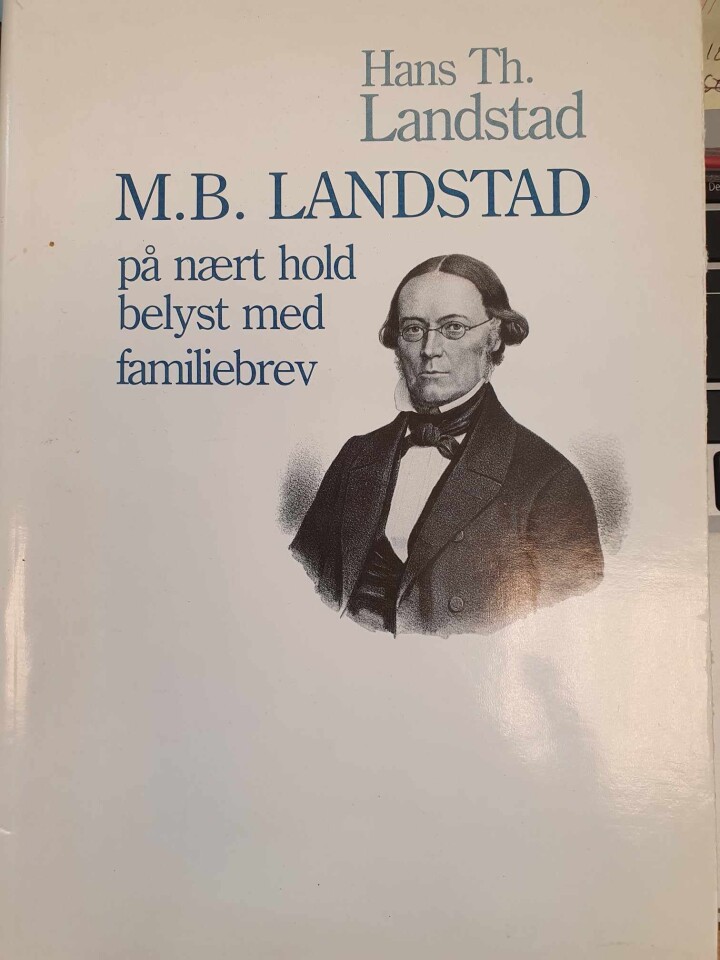 Hans Th.
Landstad
M.B. LANDSTAD
på nært hold
belyst med
familiebrev